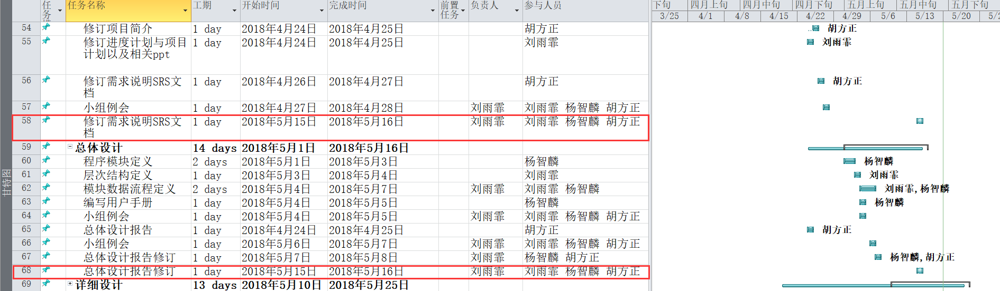 任务模 任务名称 工期 开始时间 完成时间 前置任务 负责人 参与人员
下旬 四月上旬 四月中旬 四月下旬 五月上旬 五月中旬 五月下旬
3/25 4/1 4/8 4/15 4/22 4/29 5/6 5/13 5/20 5/2
甘特图
54 修订项目简介 1 day 2018年4月24日 2018年4月25日 胡方正 胡方正
55 修订进度计划与项目 1 day 2018年4月24日 2018年4月25日 刘雨霏 刘雨霏
计划以及相关ppt
56 修订需求说明SRS文 1 day 2018年4月26日 2018年4月27日 胡方正 胡方正
档
57 小组例会 1 day 2018年4月27日 2018年4月28日 刘雨霏 刘雨霏 杨智麟 胡方正
58 修订需求说明SRS文 1 day 2018年5月15日 2018年5月16日 刘雨霏 刘雨霏 杨智麟 胡方正
档
59 总体设计 14 days 2018年5月1日 2018年5月16日
60 程序模块定义 2 days 2018年5月1日 2018年5月3日 杨智麟 杨智麟
61 层次结构定义 1 day 2018年5月3日 2018年5月4日 刘雨霏 刘雨霏
62 模块数据流程定义 2 days 2018年5月4日 2018年5月7日 刘雨霏 刘雨霏 杨智麟 刘雨霏,杨智麟
63 编写用户手册 1 day 2018年5月4日 2018年5月5日 杨智麟 杨智麟
64 小组例会 1 day 2018年5月4日 2018年5月5日 刘雨霏 刘雨霏 杨智麟 胡方正
65 总体设计报告 1 day 2018年4月24日 2018年4月25日 胡方正 胡方正
66 小组例会 1 day 2018年5月6日 2018年5月7日 刘雨霏 刘雨霏 杨智麟 胡方正
67 总体设计报告修订 1 day 2018年5月7日 2018年5月8日 刘雨霏 杨智麟 胡方正 杨智麟,胡方正
68 总体设计报告修订 1 day 2018年5月15日 2018年5月16日 刘雨霏 刘雨霏 杨智麟 胡方正
69 详细设计 13 days 2018年5月10日 2018年5月25日